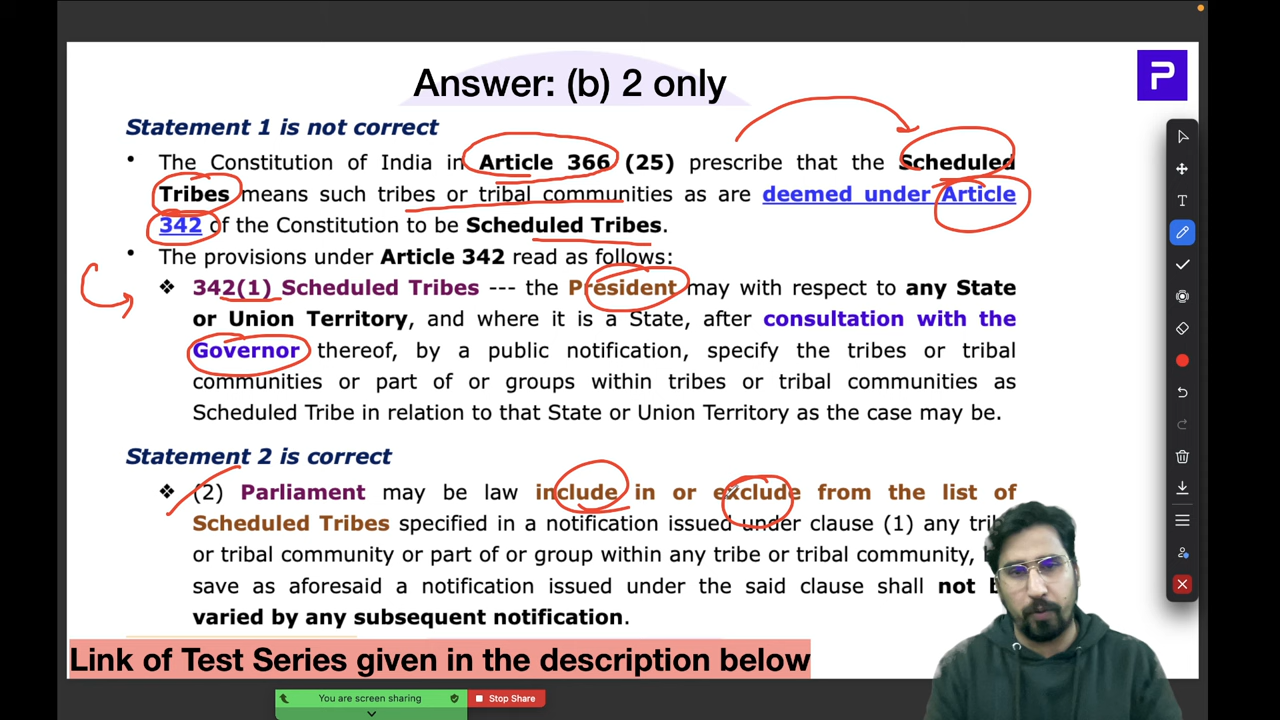 Answer: (b) 2 only
Statement 1 is not correct
• The Constitution of India in Article 366 (25) prescribe that the Scheduled
Tribes means such tribes or tribal communities as are deemed under Article
342 of the Constitution to be Scheduled Tribes.
• The provisions under Article 342 read as follows:
❖ 342(1) Scheduled Tribes --- the President may with respect to any State
or Union Territory, and where it is a State, after consultation with the
Governor thereof, by a public notification, specify the tribes or tribal
communities or part of or groups within tribes or tribal communities as
Scheduled Tribe in relation to that State or Union Territory as the case may be.
Statement 2 is correct
❖ (2) Parliament may be law include in or exclude from the list of
Scheduled Tribes specified in a notification issued under clause (1) any
or tribal community or part of or group within any tribe or tribal community,
save as aforesaid a notification issued under the said clause shall not
varied by any subsequent notification.
Link of Test Series given in the description below
You are screen sharing
Stop Share
P
T